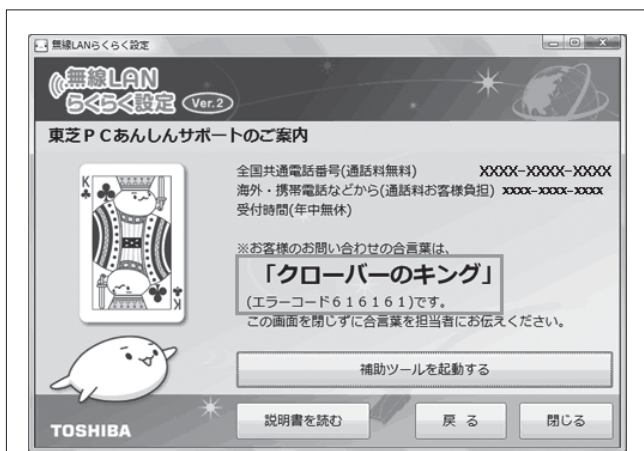 無線LANらくらく設定
無線LAN
らくらく設定 Ver.2
東芝PCあんしんサポートのご案内
全国共通電話番号(通話料無料) XXXX-XXXX-XXXX
海外・携帯電話などから(通話料お客様負担) xxxx-xxxx-xxxx
受付時間(年中無休)
※お客様のお問い合わせの合言葉は、
「クローバーのキング」
(エラーコード616161)です。
この画面を閉じずに合言葉を担当者にお伝えください。
K
K
補助ツールを起動する
説明書を読む
戻 る
閉じる
TOSHIBA